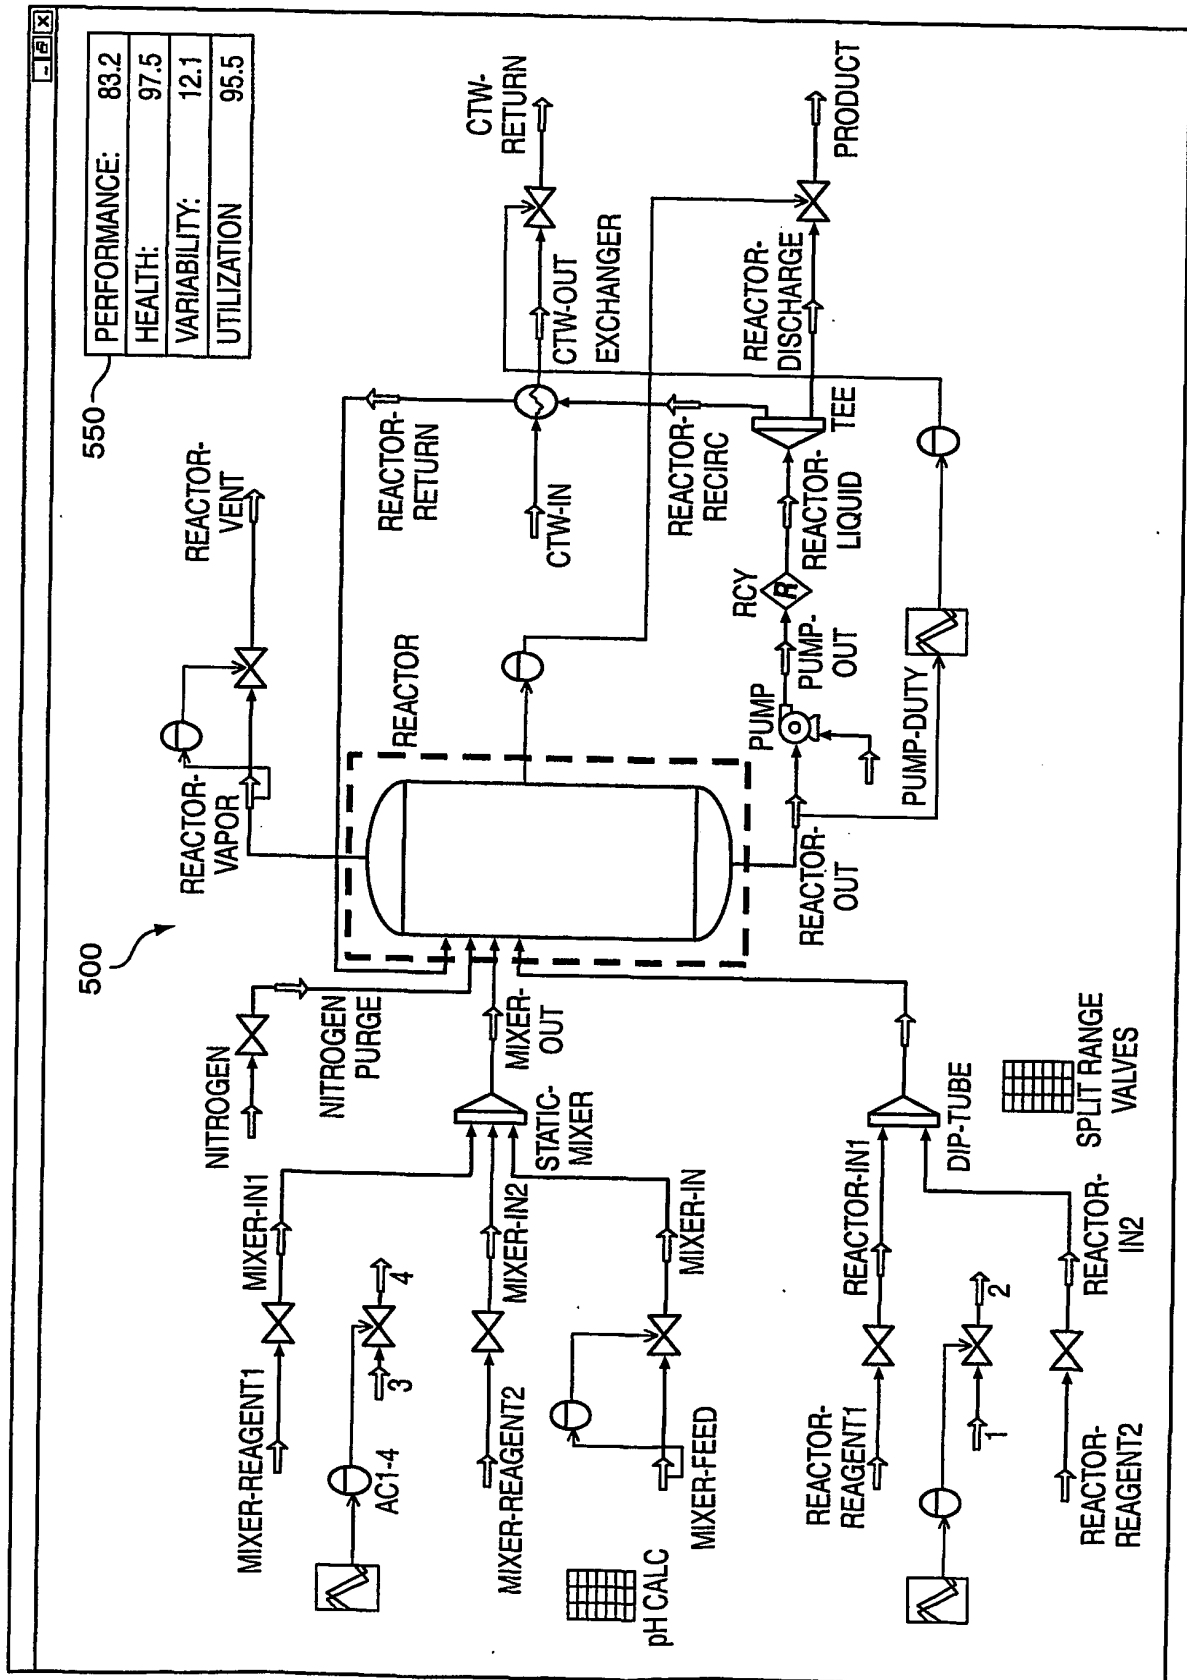 500
550
PERFORMANCE: 83.2
HEALTH: 97.5
VARIABILITY: 12.1
UTILIZATION 95.5
NITROGEN
NITROGEN
PURGE
REACTOR-
VAPOR
REACTOR-
VENT
MIXER-REAGENT1
MIXER-IN1
AC1-4
3
4
MIXER-REAGENT2
MIXER-IN2
STATIC-
MIXER
MIXER-
OUT
REACTOR
REACTOR-
RETURN
CTW-IN
CTW-OUT
EXCHANGER
CTW-
RETURN
pH CALC
MIXER-FEED
MIXER-IN
REACTOR-
RECIRC
REACTOR-
OUT
PUMP
PUMP-
OUT
RCY
R
REACTOR-
LIQUID
TEE
REACTOR-
DISCHARGE
PRODUCT
PUMP-DUTY
REACTOR-
REAGENT1
REACTOR-IN1
DIP-TUBE
1
2
REACTOR-
REAGENT2
REACTOR-
IN2
SPLIT RANGE
VALVES